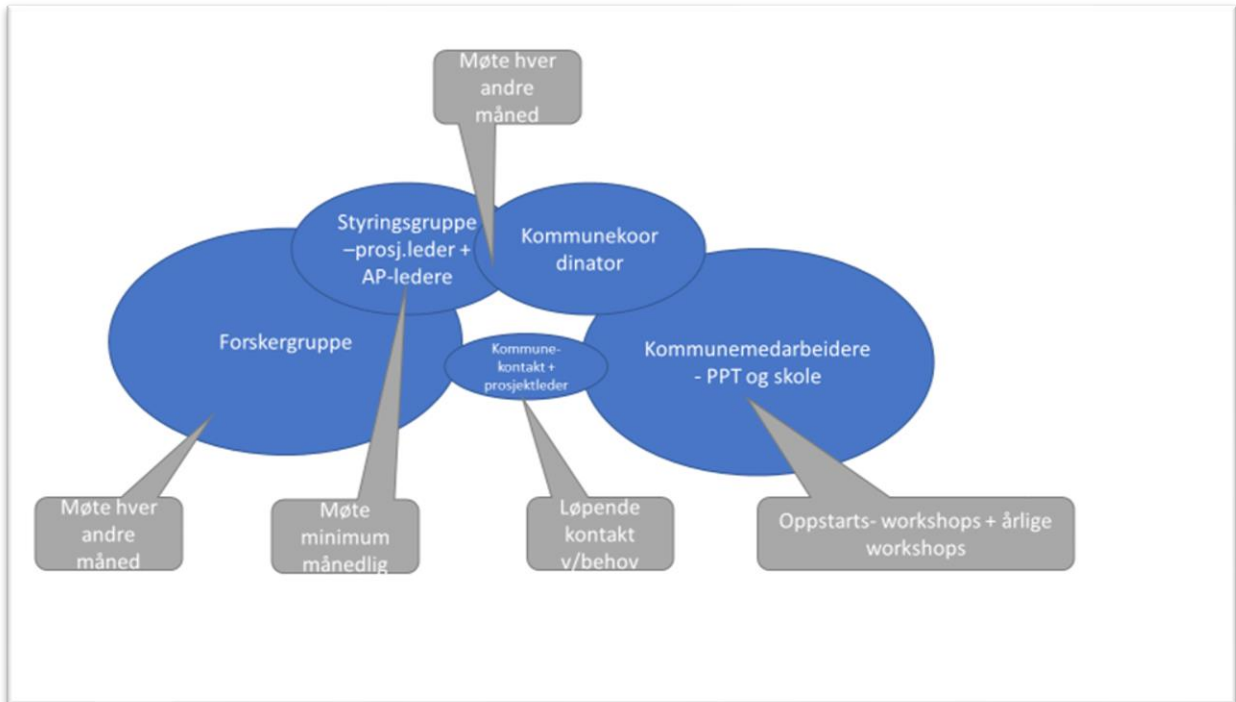 Møte hver
andre
måned
Styringsgruppe
–prosj.leder +
AP-ledere
Kommunekoor
dinator
Forskergruppe
Kommune-
kontakt +
prosjektleder
Kommunemedarbeidere
- PPT og skole
Møte hver
andre
måned
Møte
minimum
månedlig
Løpende
kontakt
v/behov
Oppstarts- workshops + årlige
workshops